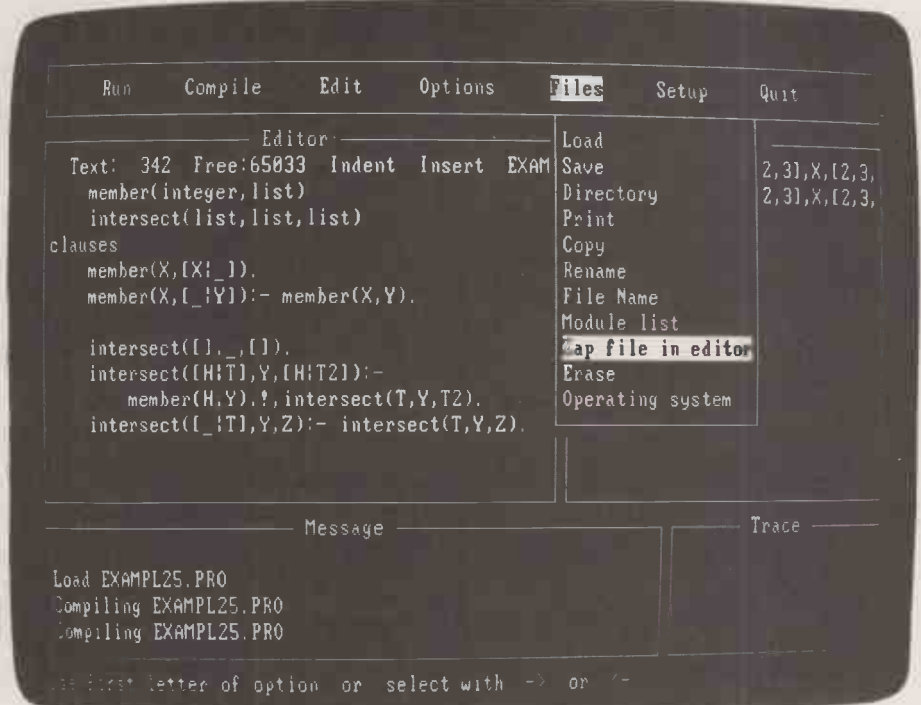 Run Compile Edit Options Files Setup Quit
Editor
Text: 342 Free:65033 Indent Insert EXAM
member(integer,list)
intersect(list,list,list)
clauses
member(X,[X¦_]).
member(X,[_¦Y]):- member(X,Y).
intersect([],_,[]).
intersect([H¦T],Y,[H¦T2]):-
member(H,Y),!,intersect(T,Y,T2).
intersect([_¦T],Y,Z):- intersect(T,Y,Z).
Load
Save
Directory
Print
Copy
Rename
File Name
Module list
Zap file in editor
Erase
Operating system
2,3],X,[2,3,
2,3],X,[2,3,
Message
Load EXAMPL25.PRO
Compiling EXAMPL25.PRO
Compiling EXAMPL25.PRO
Trace
first letter of option or select with -> or <-